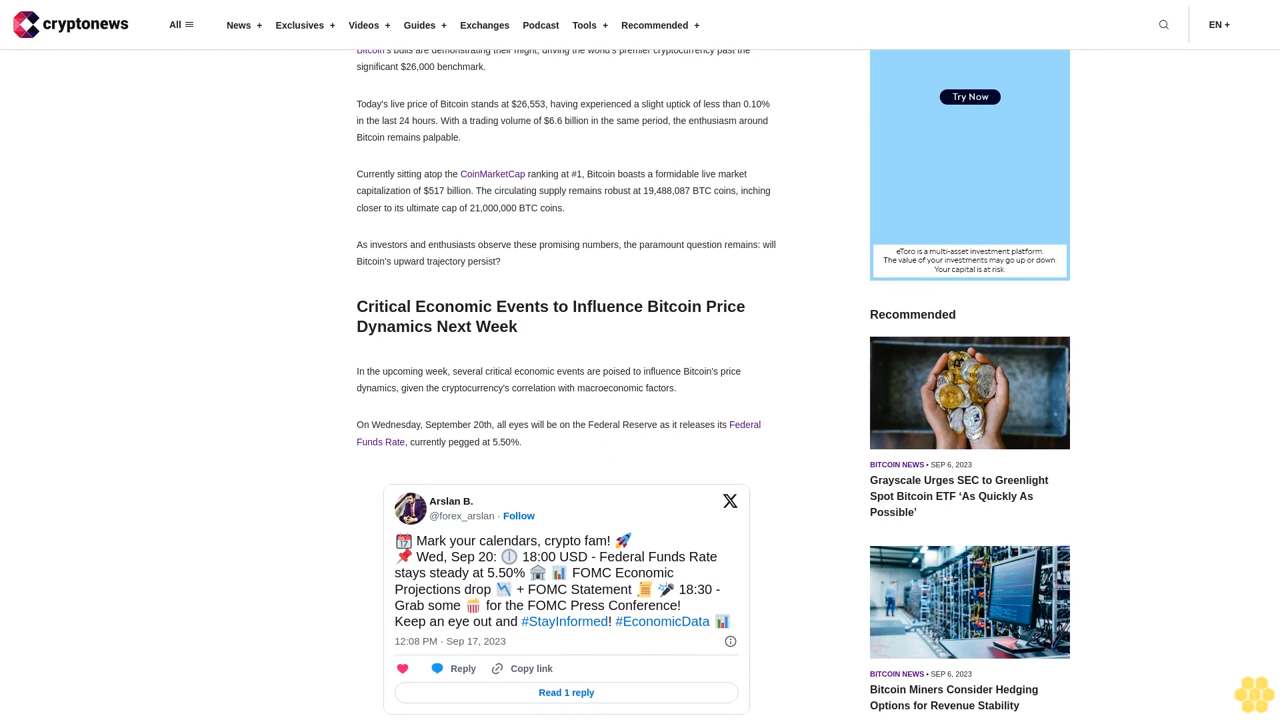 cryptonews
All
News +
Exclusives +
Videos +
Guides +
Exchanges
Podcast
Tools +
Recommended +
EN +
Bitcoin's bulls are demonstrating their might, driving the world's premier cryptocurrency past the
significant $26,000 benchmark.
Today's live price of Bitcoin stands at $26,553, having experienced a slight uptick of less than 0.10%
in the last 24 hours. With a trading volume of $6.6 billion in the same period, the enthusiasm around
Bitcoin remains palpable.
Currently sitting atop the CoinMarketCap ranking at #1, Bitcoin boasts a formidable live market
capitalization of $517 billion. The circulating supply remains robust at 19,488,087 BTC coins, inching
closer to its ultimate cap of 21,000,000 BTC coins.
As investors and enthusiasts observe these promising numbers, the paramount question remains: will
Bitcoin's upward trajectory persist?
Critical Economic Events to Influence Bitcoin Price
Dynamics Next Week
In the upcoming week, several critical economic events are poised to influence Bitcoin's price
dynamics, given the cryptocurrency's correlation with macroeconomic factors.
On Wednesday, September 20th, all eyes will be on the Federal Reserve as it releases its Federal
Funds Rate, currently pegged at 5.50%.
Arslan B.
@forex_arslan · Follow
📅 Mark your calendars, crypto fam! 🚀
📌 Wed, Sep 20: 🕕 18:00 USD - Federal Funds Rate
stays steady at 5.50% 🏦 📊 FOMC Economic
Projections drop 📉 + FOMC Statement 📜 🎤 18:30 -
Grab some 🍿 for the FOMC Press Conference!
Keep an eye out and #StayInformed! #EconomicData 📊
12:08 PM · Sep 17, 2023
Reply
Copy link
Read 1 reply
Try Now
eToro is a multi-asset investment platform.
The value of your investments may go up or down.
Your capital is at risk.
Recommended
BITCOIN NEWS • SEP 6, 2023
Grayscale Urges SEC to Greenlight
Spot Bitcoin ETF ‘As Quickly As
Possible’
BITCOIN NEWS • SEP 6, 2023
Bitcoin Miners Consider Hedging
Options for Revenue Stability